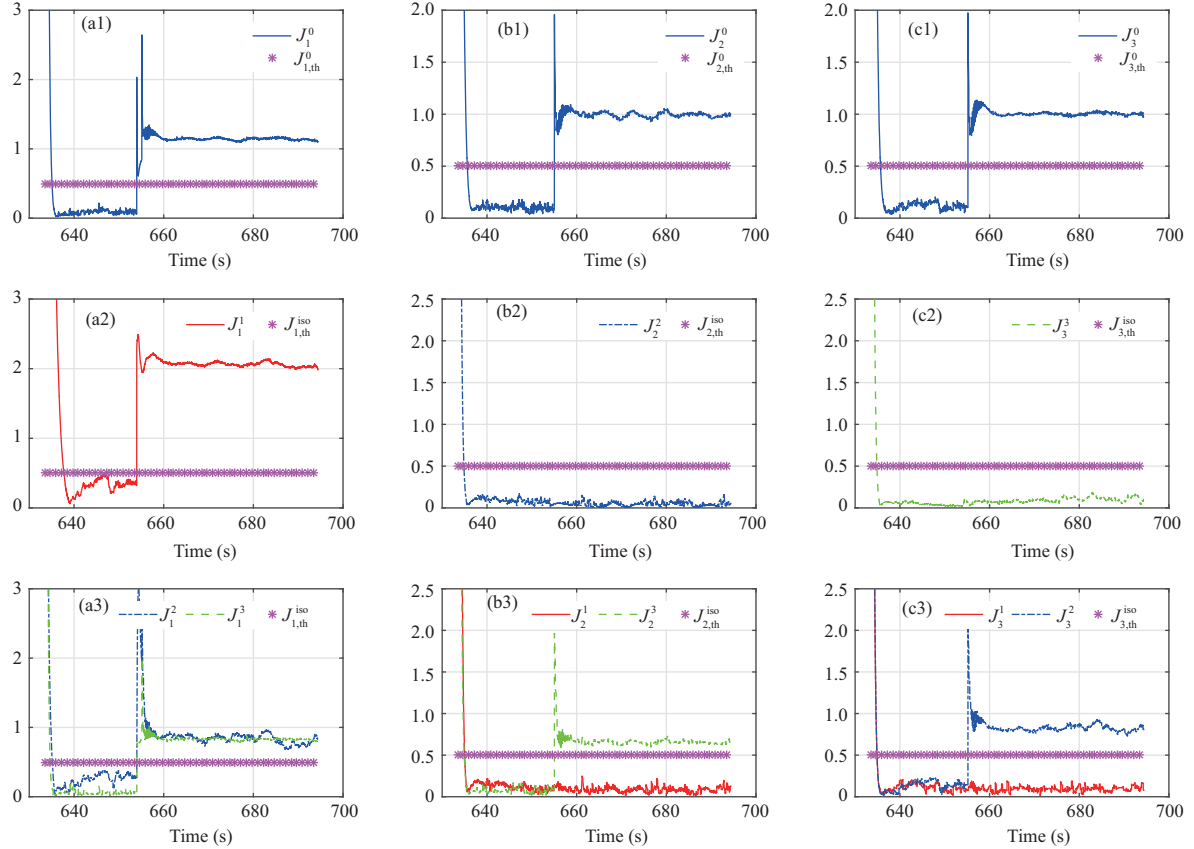 (a1) J_1^0 J_{1,th}^0
3
2
1
0
640 660 680 700
Time (s)
(b1) J_2^0 J_{2,th}^0
2.0
1.5
1.0
0.5
0
640 660 680 700
Time (s)
(c1) J_3^0 J_{3,th}^0
2.0
1.5
1.0
0.5
0
640 660 680 700
Time (s)
(a2) J_1^1 J_{1,th}^{iso}
3
2
1
0
640 660 680 700
Time (s)
(b2) J_2^2 J_{2,th}^{iso}
2.5
2.0
1.5
1.0
0.5
0
640 660 680 700
Time (s)
(c2) J_3^3 J_{3,th}^{iso}
2.5
2.0
1.5
1.0
0.5
0
640 660 680 700
Time (s)
(a3) J_1^2 J_1^3 J_{1,th}^{iso}
3
2
1
0
640 660 680 700
Time (s)
(b3) J_2^1 J_2^3 J_{2,th}^{iso}
2.5
2.0
1.5
1.0
0.5
0
640 660 680 700
Time (s)
(c3) J_3^1 J_3^2 J_{3,th}^{iso}
2.5
2.0
1.5
1.0
0.5
0
640 660 680 700
Time (s)